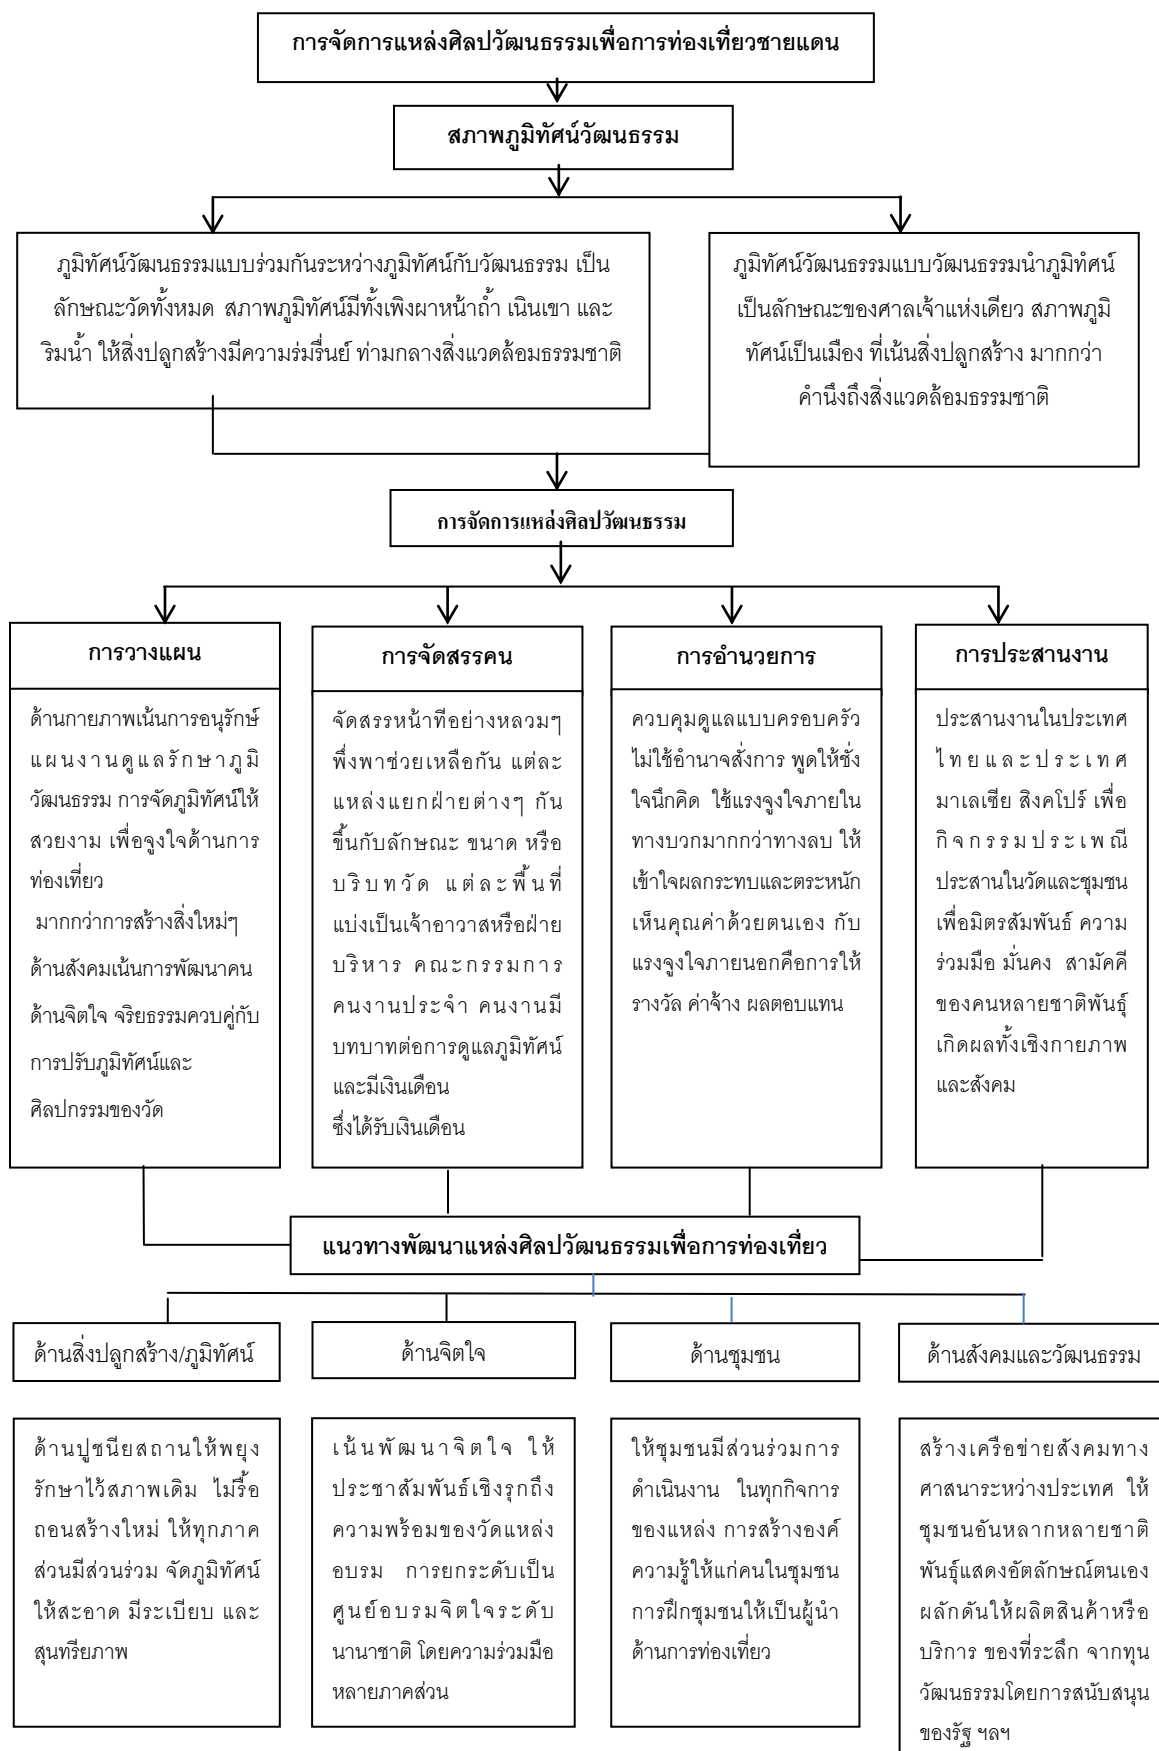 การจัดการแหล่งศิลปวัฒนธรรมเพื่อการท่องเที่ยวชายแดน
สภาพภูมิทัศน์วัฒนธรรม
ภูมิทัศน์วัฒนธรรมแบบร่วมกันระหว่างภูมิทัศน์กับวัฒนธรรม เป็น
ลักษณะวัดทั้งหมด สภาพภูมิทัศน์มีทั้งเพิงผาหน้าถ้ำ เนินเขา และ
ริมน้ำ ให้สิ่งปลูกสร้างมีความร่มรื่นย์ ท่ามกลางสิ่งแวดล้อมธรรมชาติ
ภูมิทัศน์วัฒนธรรมแบบวัฒนธรรมนำภูมิทํศน์
เป็นลักษณะของศาลเจ้าแห่งเดียว สภาพภูมิ
ทัศน์เป็นเมือง ที่เน้นสิ่งปลูกสร้าง มากกว่า
คำนึงถึงสิ่งแวดล้อมธรรมชาติ
การจัดการแหล่งศิลปวัฒนธรรม
การวางแผน
ด้านกายภาพเน้นการอนุรักษ์
แผนงานดูแลรักษาภูมิ
วัฒนธรรม การจัดภูมิทัศน์ให้
สวยงาม เพื่อจูงใจด้านการ
ท่องเที่ยว
มากกว่าการสร้างสิ่งใหม่ๆ
ด้านสังคมเน้นการพัฒนาคน
ด้านจิตใจ จริยธรรมควบคู่กับ
การปรับภูมิทัศน์และ
ศิลปกรรมของวัด
การจัดสรรคน
จัดสรรหน้าทีอย่างหลวมๆ
พึ่งพาช่วยเหลือกัน แต่ละ
แหล่งแยกฝ่ายต่างๆ กัน
ขึ้นกับลักษณะ ขนาด หรือ
บริบทวัด แต่ละพื้นที่
แบ่งเป็นเจ้าอาวาสหรือฝ่าย
บริหาร คณะกรรมการ
คนงานประจำ คนงานมี
บทบาทต่อการดูแลภูมิทัศน์
และมีเงินเดือน
ซึ่งได้รับเงินเดือน
การอำนวยการ
ควบคุมดูแลแบบครอบครัว
ไม่ใช้อำนาจสั่งการ พูดให้ชั่ง
ใจนึกคิด ใช้แรงจูงใจภายใน
ทางบวกมากกว่าทางลบ ให้
เข้าใจผลกระทบและตระหนัก
เห็นคุณค่าด้วยตนเอง กับ
แรงจูงใจภายนอกคือการให้
รางวัล ค่าจ้าง ผลตอบแทน
การประสานงาน
ประสานงานในประเทศ
ไทยและประเทศ
มาเลเซีย สิงคโปร์ เพื่อ
กิจกรรมประเพณี
ประสานในวัดและชุมชน
เพื่อมิตรสัมพันธ์ ความ
ร่วมมือ มั่นคง สามัคคี
ของคนหลายชาติพันธุ์
เกิดผลทั้งเชิงกายภาพ
และสังคม
แนวทางพัฒนาแหล่งศิลปวัฒนธรรมเพื่อการท่องเที่ยว
ด้านสิ่งปลูกสร้าง/ภูมิทัศน์
ด้านจิตใจ
ด้านชุมชน
ด้านสังคมและวัฒนธรรม
ด้านปูชนียสถานให้พยุง
รักษาไว้สภาพเดิม ไม่รื้อ
ถอนสร้างใหม่ ให้ทุกภาค
ส่วนมีส่วนร่วม จัดภูมิทัศน์
ให้สะอาด มีระเบียบ และ
สุนทรียภาพ
เน้นพัฒนาจิตใจ ให้
ประชาสัมพันธ์เชิงรุกถึง
ความพร้อมของวัดแหล่ง
อบรม การยกระดับเป็น
ศูนย์อบรมจิตใจระดับ
นานาชาติ โดยความร่วมมือ
หลายภาคส่วน
ให้ชุมชนมีส่วนร่วมการ
ดำเนินงาน ในทุกกิจการ
ของแหล่ง การสร้างองค์
ความรู้ให้แก่คนในชุมชน
การฝึกชุมชนให้เป็นผู้นำ
ด้านการท่องเที่ยว
สร้างเครือข่ายสังคมทาง
ศาสนาระหว่างประเทศ ให้
ชุมชนอันหลากหลายชาติ
พันธุ์แสดงอัตลักษณ์ตนเอง
ผลักดันให้ผลิตสินค้าหรือ
บริการ ของที่ระลึก จากทุน
วัฒนธรรมโดยการสนับสนุน
ของรัฐ ฯลฯ